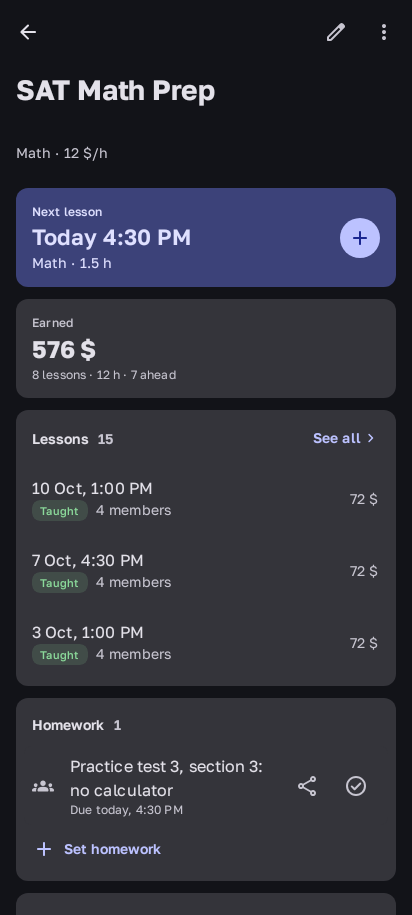 SAT Math Prep
Math · 12 $/h
Next lesson
Today 4:30 PM
Math · 1.5 h
Earned
576 $
8 lessons · 12 h · 7 ahead
Lessons 15
See all
10 Oct, 1:00 PM
Taught 4 members
72 $
7 Oct, 4:30 PM
Taught 4 members
72 $
3 Oct, 1:00 PM
Taught 4 members
72 $
Homework 1
Practice test 3, section 3:
no calculator
Due today, 4:30 PM
Set homework